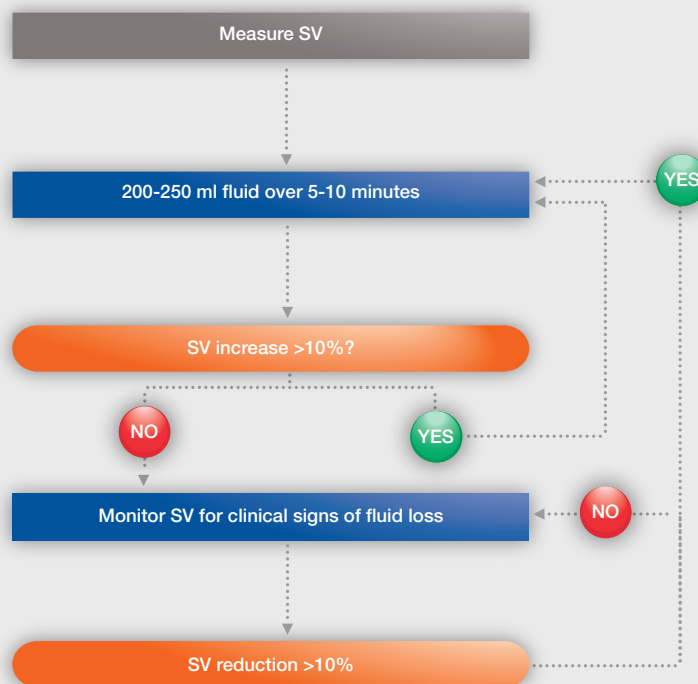 Measure SV
200-250 ml fluid over 5-10 minutes
YES
SV increase >10%?
NO
YES
Monitor SV for clinical signs of fluid loss
NO
SV reduction >10%